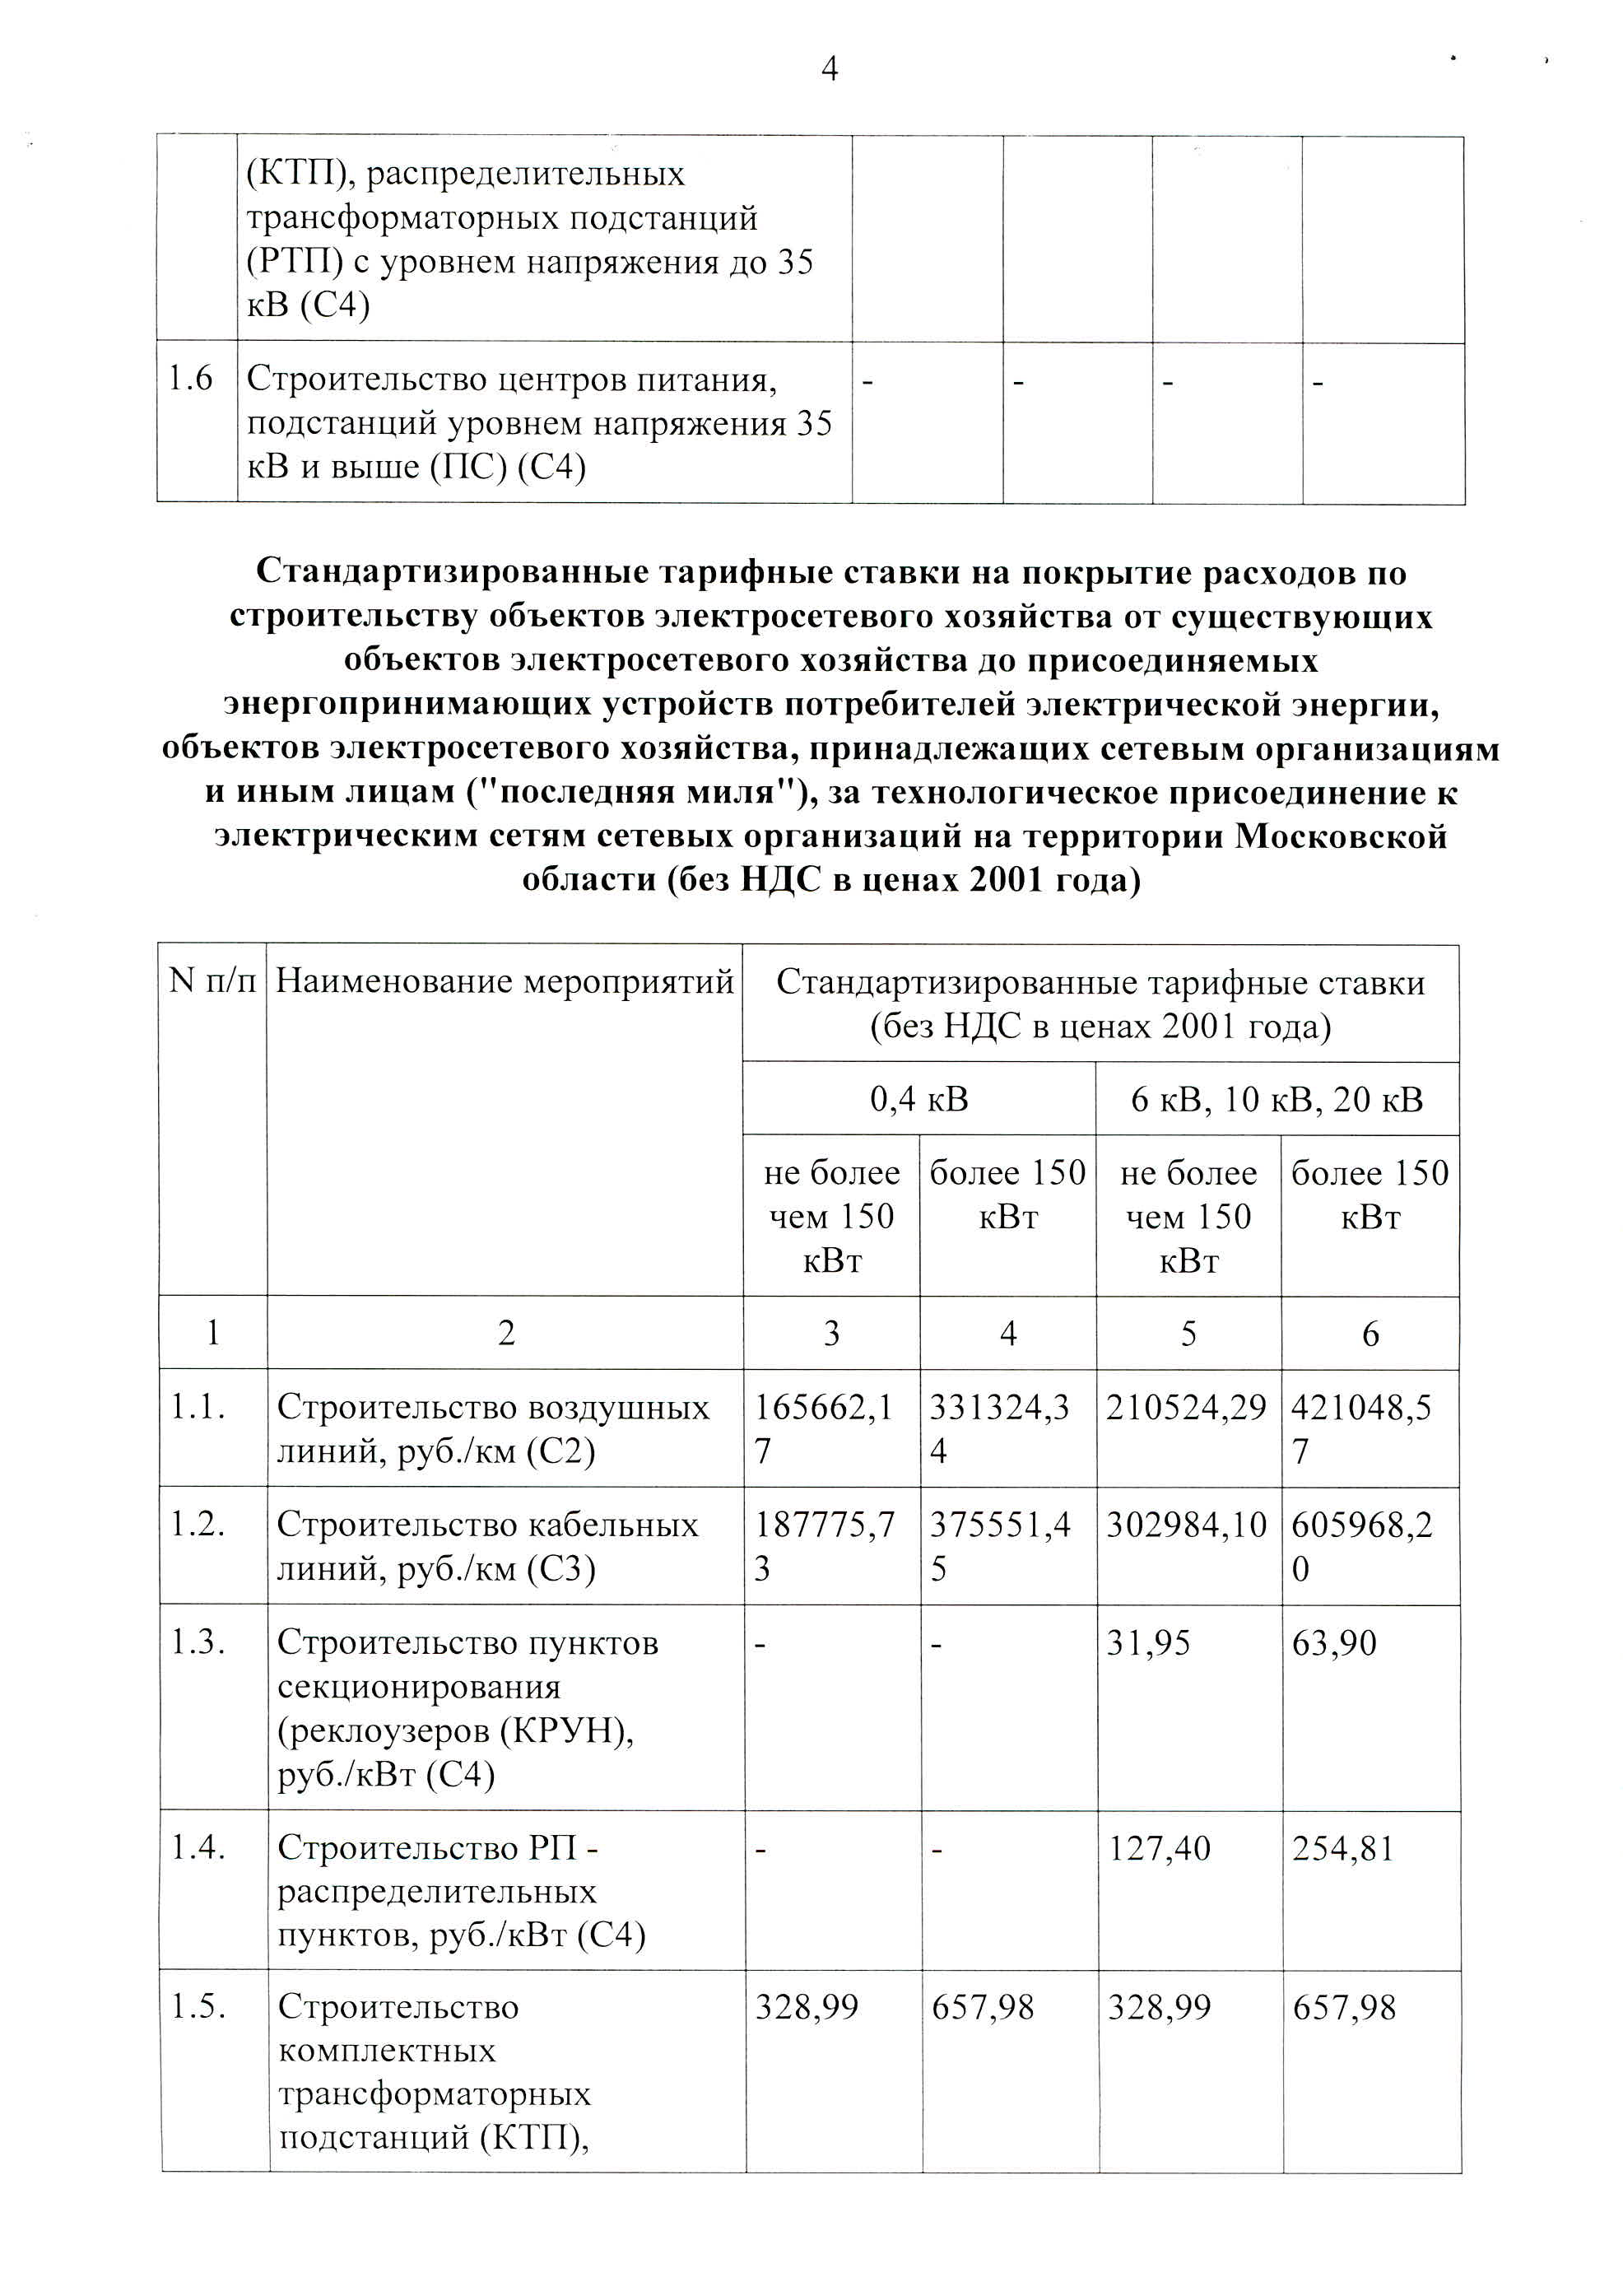 4
(КТП), распределительных
трансформаторных подстанций
(РТП) с уровнем напряжения до 35
кВ (С4)
1.6 Строительство центров питания, - - - -
подстанций уровнем напряжения 35
кВ и выше (ПС) (С4)
Стандартизированные тарифные ставки на покрытие расходов по
строительству объектов электросетевого хозяйства от существующих
объектов электросетевого хозяйства до присоединяемых
энергопринимающих устройств потребителей электрической энергии,
объектов электросетевого хозяйства, принадлежащих сетевым организациям
и иным лицам ("последняя миля"), за технологическое присоединение к
электрическим сетям сетевых организаций на территории Московской
области (без НДС в ценах 2001 года)
N п/п Наименование мероприятий Стандартизированные тарифные ставки
(без НДС в ценах 2001 года)
0,4 кВ 6 кВ, 10 кВ, 20 кВ
не более более 150 не более более 150
чем 150 кВт чем 150 кВт
кВт кВт
1 2 3 4 5 6
1.1. Строительство воздушных 165662,1 331324,3 210524,29 421048,5
линий, руб./км (С2) 7 4 7
1.2. Строительство кабельных 187775,7 375551,4 302984,10 605968,2
линий, руб./км (С3) 3 5 0
1.3. Строительство пунктов - - 31,95 63,90
секционирования
(реклоузеров (КРУН),
руб./кВт (С4)
1.4. Строительство РП - - - 127,40 254,81
распределительных
пунктов, руб./кВт (С4)
1.5. Строительство 328,99 657,98 328,99 657,98
комплектных
трансформаторных
подстанций (КТП),